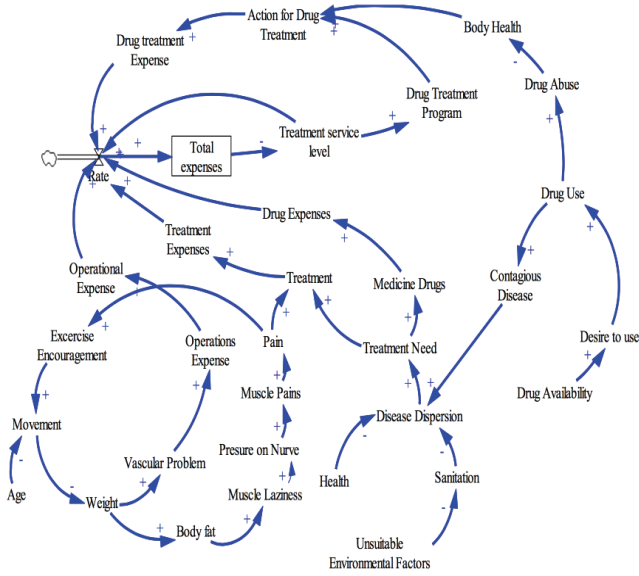 Action for Drug
Treatment
Body Health
Drug treatment
Expense
Drug Abuse
Drug Treatment
Program
Treatment service
level
Total
expenses
Rate
Drug Use
Drug Expenses
Treatment
Expenses
Operational
Expense
Treatment
Medicine Drugs
Contagious
Disease
Excercise
Encouragement
Operations
Expense
Pain
Treatment Need
Desire to use
Muscle Pains
Drug Availability
Movement
Disease Dispersion
Presure on Nurve
Vascular Problem
Health
Sanitation
Age
Weight
Muscle Laziness
Body fat
Unsuitable
Environmental Factors